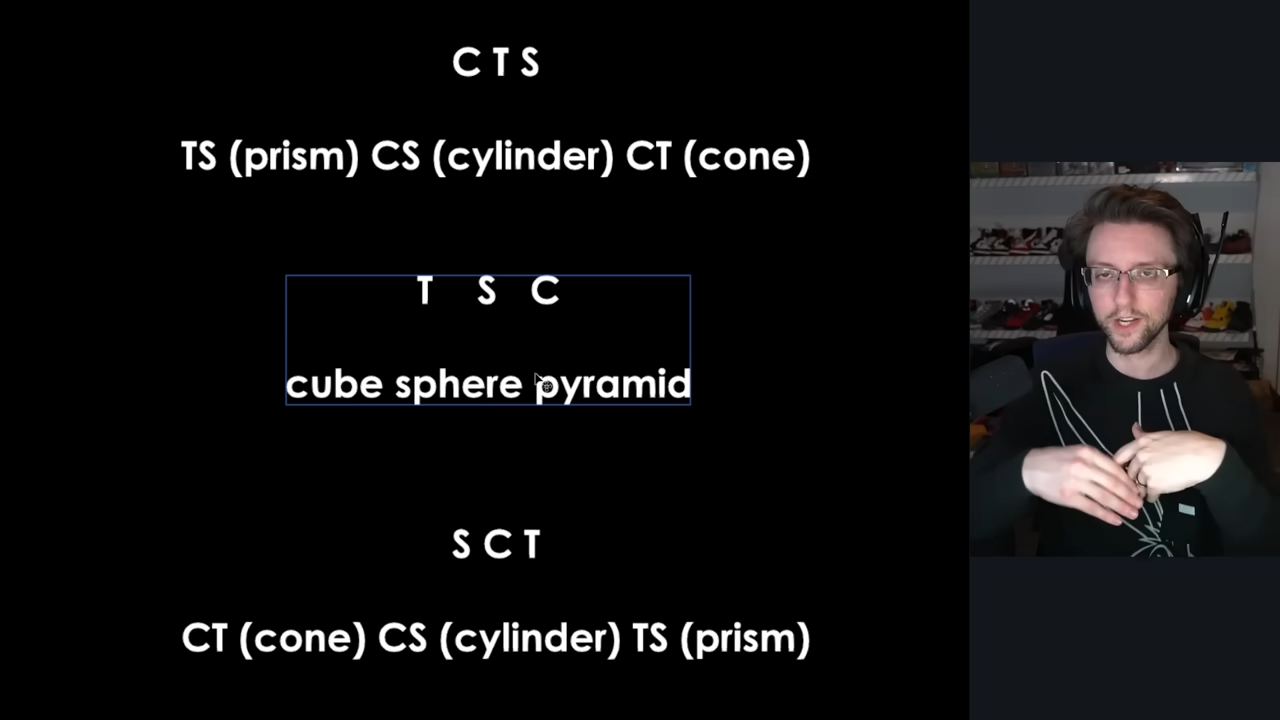 C T S
TS (prism) CS (cylinder) CT (cone)
T S C
cube sphere pyramid
S C T
CT (cone) CS (cylinder) TS (prism)